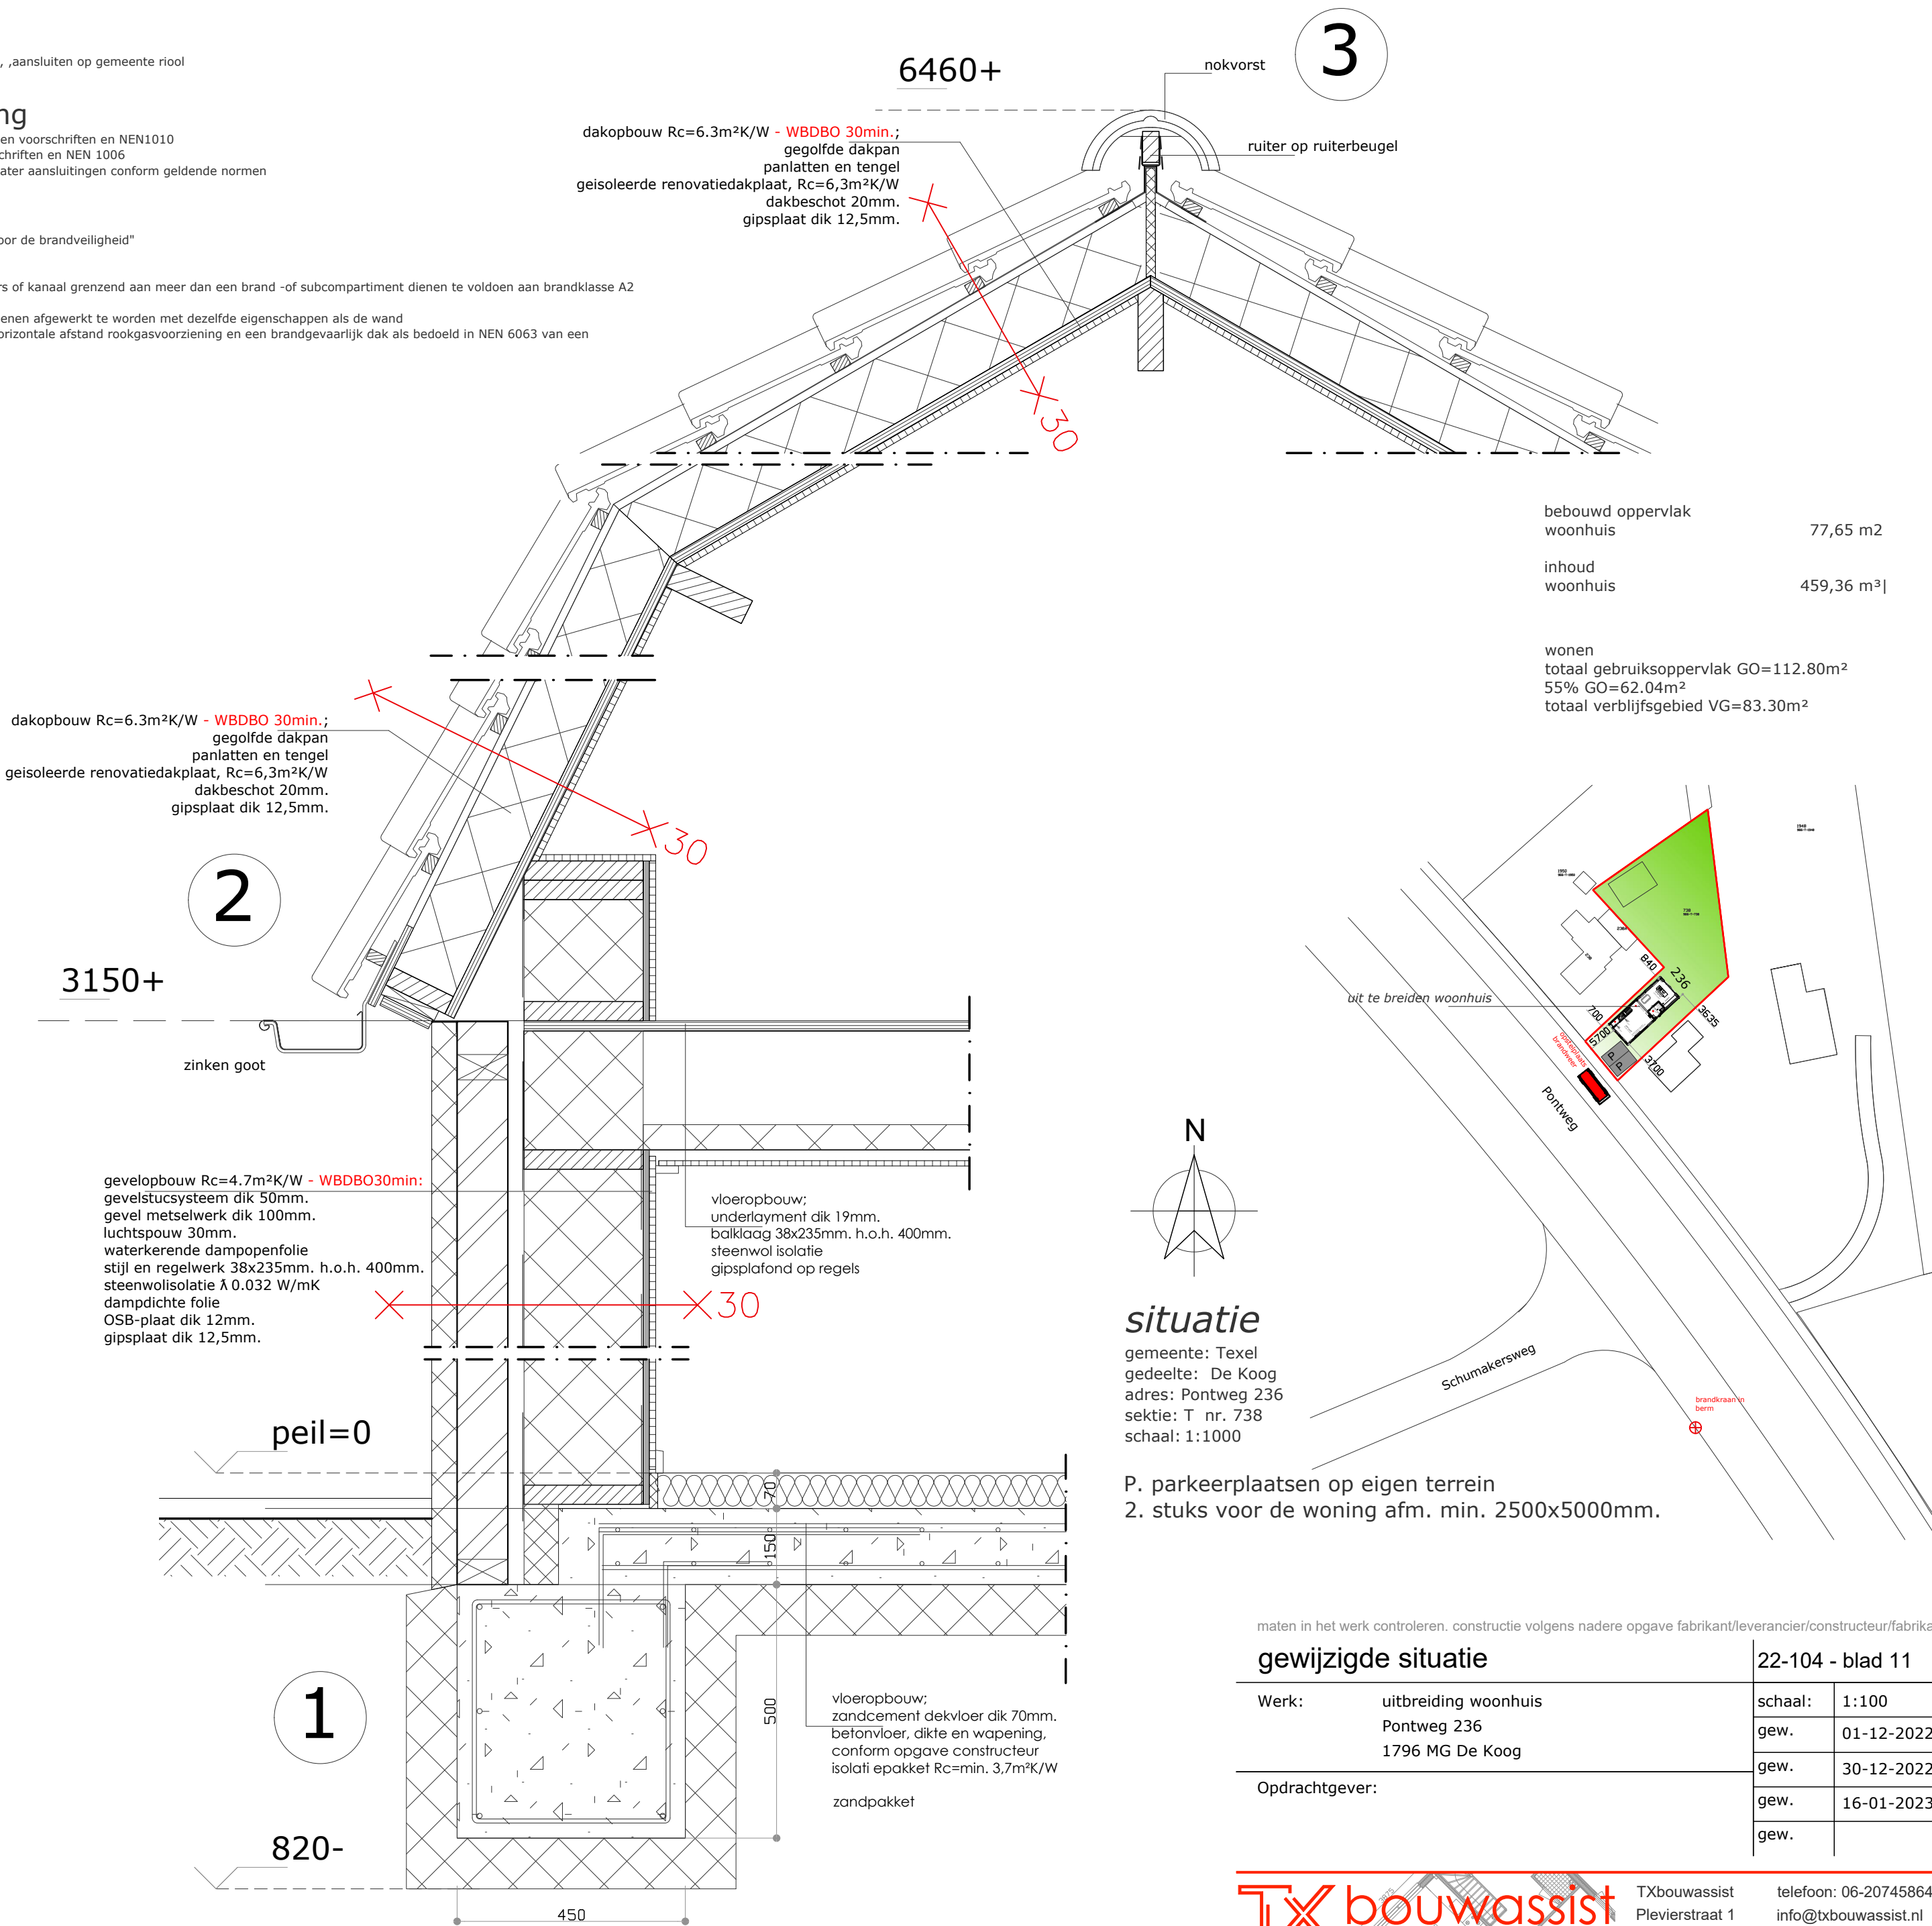 , ,aansluiten op gemeente riool
ng
en voorschriften en NEN1010
chriften en NEN 1006
ater aansluitingen conform geldende normen
oor de brandveiligheid"
rs of kanaal grenzend aan meer dan een brand -of subcompartiment dienen te voldoen aan brandklasse A2
enen afgewerkt te worden met dezelfde eigenschappen als de wand
orizontale afstand rookgasvoorziening en een brandgevaarlijk dak als bedoeld in NEN 6063 van een
6460+
nokvorst
3
dakopbouw Rc=6.3m²K/W - WBDBO 30min.;
gegolfde dakpan
panlatten en tengel
geisoleerde renovatiedakplaat, Rc=6,3m²K/W
dakbeschot 20mm.
gipsplaat dik 12,5mm.
ruiter op ruiterbeugel
30
bebouwd oppervlak
woonhuis 77,65 m2
inhoud
woonhuis 459,36 m³|
wonen
totaal gebruiksoppervlak GO=112.80m²
55% GO=62.04m²
totaal verblijfsgebied VG=83.30m²
dakopbouw Rc=6.3m²K/W - WBDBO 30min.;
gegolfde dakpan
panlatten en tengel
geisoleerde renovatiedakplaat, Rc=6,3m²K/W
dakbeschot 20mm.
gipsplaat dik 12,5mm.
30
2
3150+
zinken goot
gevelopbouw Rc=4.7m²K/W - WBDBO30min:
gevelstucsysteem dik 50mm.
gevel metselwerk dik 100mm.
luchtspouw 30mm.
waterkerende dampopenfolie
stijl en regelwerk 38x235mm. h.o.h. 400mm.
steenwolisolatie ƛ 0.032 W/mK
dampdichte folie
OSB-plaat dik 12mm.
gipsplaat dik 12,5mm.
30
vloeropbouw;
underlayment dik 19mm.
balklaag 38x235mm. h.o.h. 400mm.
steenwol isolatie
gipsplafond op regels
uit te breiden woonhuis
840
236
700
5700
3635
3700
P
P
opstelplaats
brandweer
Pontweg
Schumakersweg
brandkraan in
berm
N
situatie
gemeente: Texel
gedeelte: De Koog
adres: Pontweg 236
sektie: T nr. 738
schaal: 1:1000
P. parkeerplaatsen op eigen terrein
2. stuks voor de woning afm. min. 2500x5000mm.
peil=0
70
150
500
1
vloeropbouw;
zandcement dekvloer dik 70mm.
betonvloer, dikte en wapening,
conform opgave constructeur
isolati epakket Rc=min. 3,7m²K/W
zandpakket
820-
450
maten in het werk controleren. constructie volgens nadere opgave fabrikant/leverancier/constructeur/fabrika
gewijzigde situatie
22-104 - blad 11
Werk: uitbreiding woonhuis
Pontweg 236
1796 MG De Koog
Opdrachtgever:
schaal: 1:100
gew. 01-12-2022
gew. 30-12-2022
gew. 16-01-2023
gew.
TX bouwassist
TXbouwassist
Plevierstraat 1
telefoon: 06-20745864
info@txbouwassist.nl